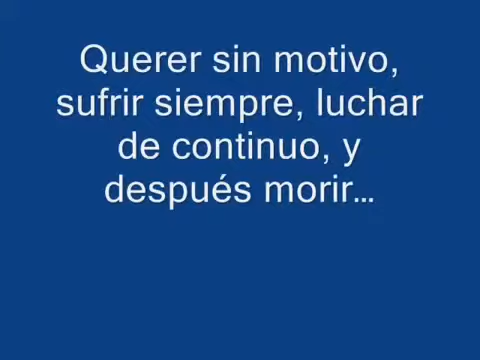 Querer sin motivo,
sufrir siempre, luchar
de continuo, y
después morir...